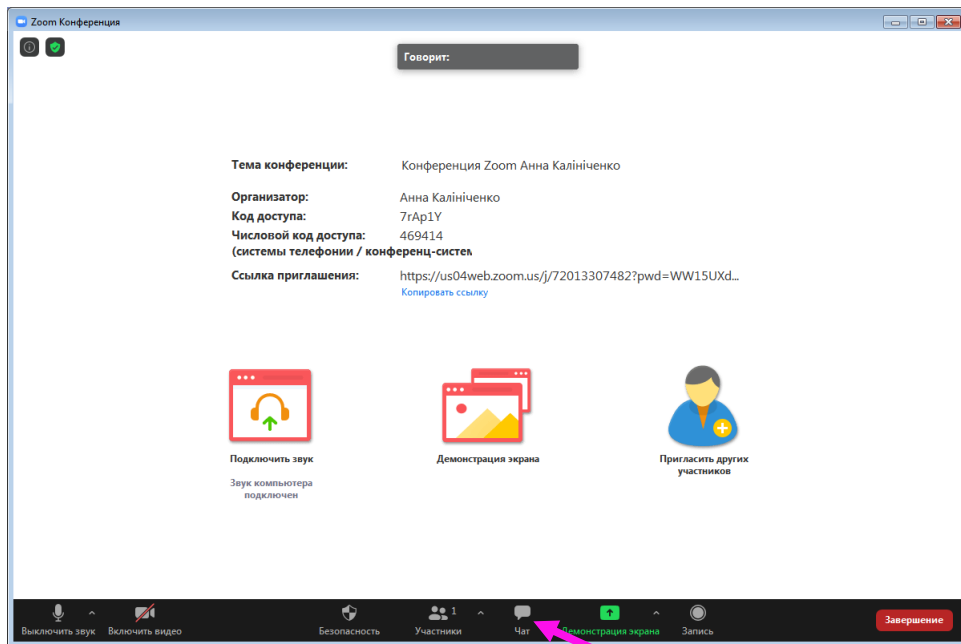 Zoom Конференция
Говорит:
Тема конференции: Конференция Zoom Анна Калініченко
Организатор: Анна Калініченко
Код доступа: 7rAp1Y
Числовой код доступа: 469414
(системы телефонии / конференц-систем
Ссылка приглашения: https://us04web.zoom.us/j/72013307482?pwd=WW15UXd...
Копировать ссылку
Подключить звук
Демонстрация экрана
Пригласить других
участников
Звук компьютера
подключен
1
Выключить звук Включить видео Безопасность Участники Чат Демонстрация экрана Запись Завершение